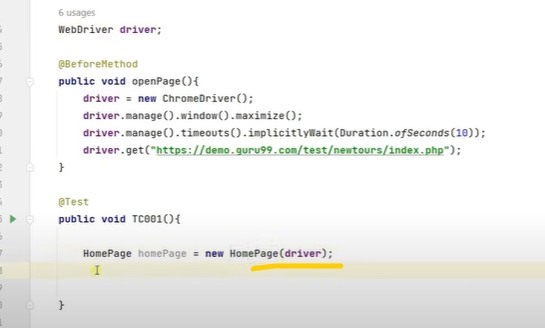 6 usages
WebDriver driver;
@BeforeMethod
public void openPage(){
driver = new ChromeDriver();
driver.manage().window().maximize();
driver.manage().timeouts().implicitlyWait(Duration.ofSeconds(10));
driver.get("https://demo.guru99.com/test/newtours/index.php");
}
@Test
public void TC001(){
HomePage homePage = new HomePage(driver);
}